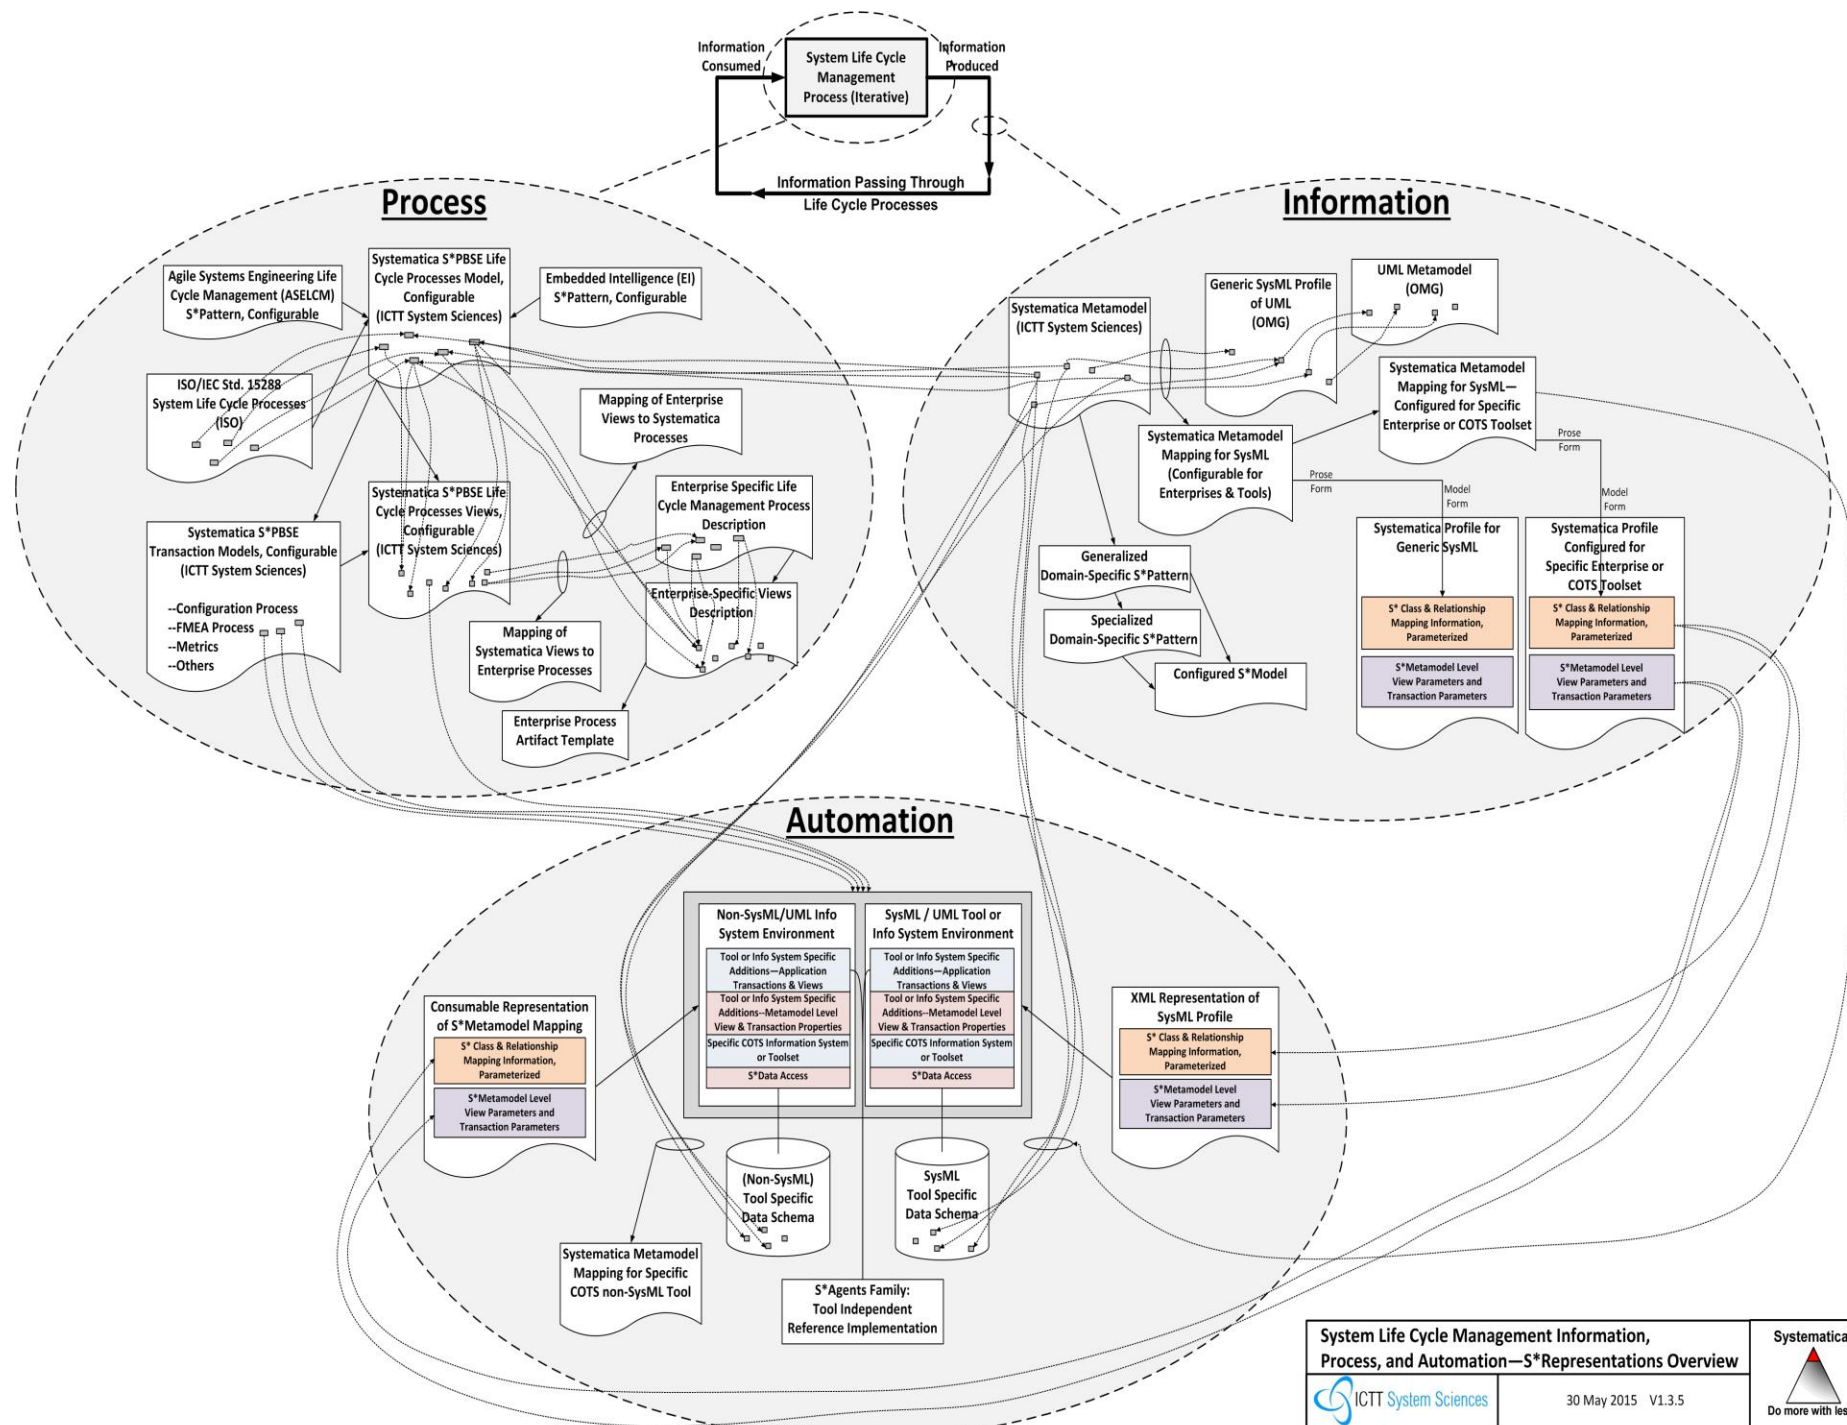 Information
Consumed
System Life Cycle
Management
Process (Iterative)
Information
Produced
Information Passing Through
Life Cycle Processes
Process
Agile Systems Engineering Life
Cycle Management (ASELCM)
S*Pattern, Configurable
Systematica S*PBSE Life
Cycle Processes Model,
Configurable
(ICTT System Sciences)
Embedded Intelligence (EI)
S*Pattern, Configurable
ISO/IEC Std. 15288
System Life Cycle Processes
(ISO)
Mapping of Enterprise
Views to Systematica
Processes
Systematica S*PBSE Life
Cycle Processes Views,
Configurable
(ICTT System Sciences)
Enterprise Specific Life
Cycle Management Process
Description
Systematica S*PBSE
Transaction Models, Configurable
(ICTT System Sciences)
--Configuration Process
--FMEA Process
--Metrics
--Others
Enterprise-Specific Views
Description
Mapping of
Systematica Views to
Enterprise Processes
Enterprise Process
Artifact Template
Information
Systematica Metamodel
(ICTT System Sciences)
Generic SysML Profile
of UML
(OMG)
UML Metamodel
(OMG)
Systematica Metamodel
Mapping for SysML—
Configured for Specific
Enterprise or COTS Toolset
Systematica Metamodel
Mapping for SysML
(Configurable for
Enterprises & Tools)
Prose
Form
Model
Form
Prose
Form
Model
Form
Generalized
Domain-Specific S*Pattern
Specialized
Domain-Specific S*Pattern
Configured S*Model
Systematica Profile for
Generic SysML
S* Class & Relationship
Mapping Information,
Parameterized
S*Metamodel Level
View Parameters and
Transaction Parameters
Systematica Profile
Configured for
Specific Enterprise or
COTS Toolset
S* Class & Relationship
Mapping Information,
Parameterized
S*Metamodel Level
View Parameters and
Transaction Parameters
Automation
Non-SysML/UML Info
System Environment
Tool or Info System Specific
Additions—Application
Transactions & Views
Tool or Info System Specific
Additions--Metamodel Level
View & Transaction Properties
Specific COTS Information System
or Toolset
S*Data Access
SysML / UML Tool or
Info System Environment
Tool or Info System Specific
Additions—Application
Transactions & Views
Tool or Info System Specific
Additions--Metamodel Level
View & Transaction Properties
Specific COTS Information System
or Toolset
S*Data Access
Consumable Representation
of S*Metamodel Mapping
S* Class & Relationship
Mapping Information,
Parameterized
S*Metamodel Level
View Parameters and
Transaction Parameters
XML Representation of
SysML Profile
S* Class & Relationship
Mapping Information,
Parameterized
S*Metamodel Level
View Parameters and
Transaction Parameters
(Non-SysML)
Tool Specific
Data Schema
SysML
Tool Specific
Data Schema
Systematica Metamodel
Mapping for Specific
COTS non-SysML Tool
S*Agents Family:
Tool Independent
Reference Implementation
System Life Cycle Management Information,
Process, and Automation—S*Representations Overview
ICTT System Sciences
30 May 2015 V1.3.5
Systematica
Do more with les